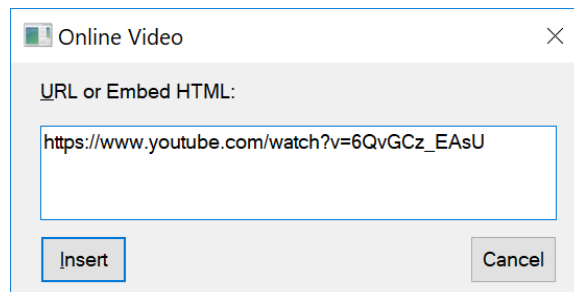 Online Video
URL or Embed HTML:
https://www.youtube.com/watch?v=6QvGCz_EAsU
Insert
Cancel